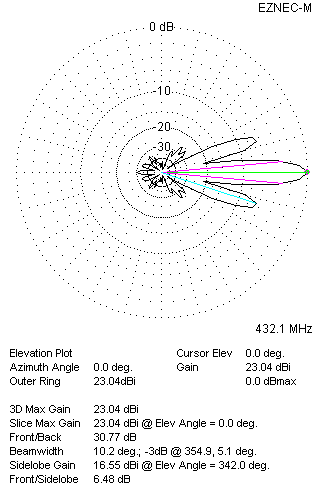 EZNEC-M
0 dB
-10
-20
-30
432.1 MHz
Elevation Plot Cursor Elev 0.0 deg.
Azimuth Angle 0.0 deg. Gain 23.04 dBi
Outer Ring 23.04dBi 0.0 dBmax
3D Max Gain 23.04 dBi
Slice Max Gain 23.04 dBi @ Elev Angle = 0.0 deg.
Front/Back 30.77 dB
Beamwidth 10.2 deg.; -3dB @ 354.9, 5.1 deg.
Sidelobe Gain 16.55 dBi @ Elev Angle = 342.0 deg.
Front/Sidelobe 6.48 dB